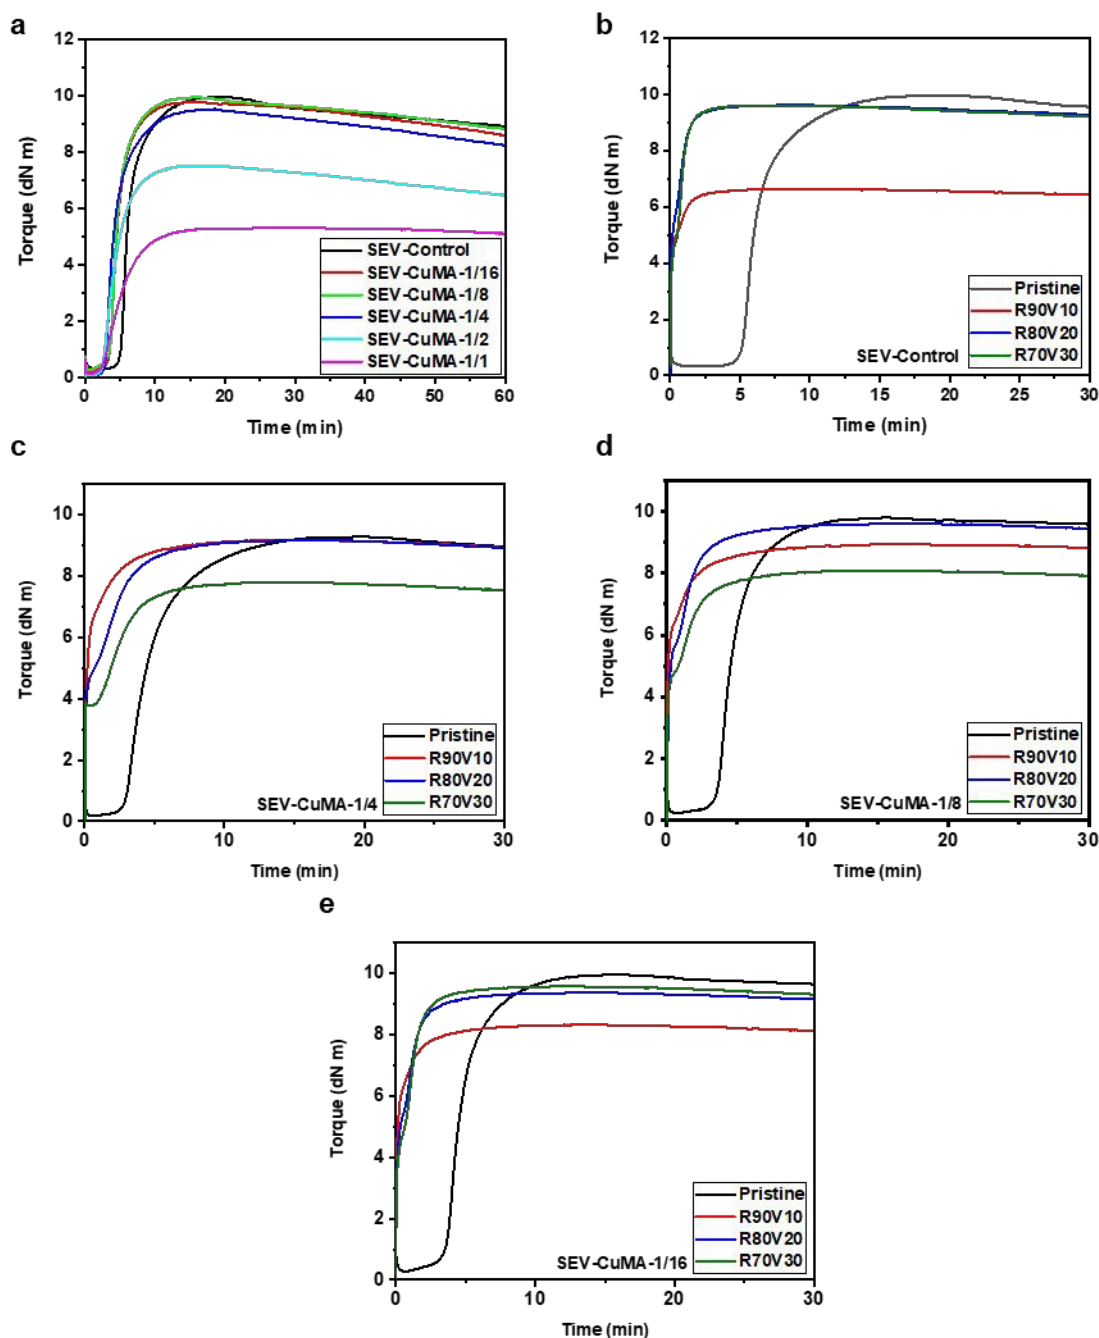 a
12
10
8
6
4
2
0
Torque (dN m)
SEV-Control
SEV-CuMA-1/16
SEV-CuMA-1/8
SEV-CuMA-1/4
SEV-CuMA-1/2
SEV-CuMA-1/1
0 10 20 30 40 50 60
Time (min)
b
12
10
8
6
4
2
0
Torque (dN m)
Pristine
R90V10
R80V20
R70V30
SEV-Control
0 5 10 15 20 25 30
Time (min)
c
10
8
6
4
2
0
Torque (dN m)
Pristine
R90V10
R80V20
R70V30
SEV-CuMA-1/4
0 10 20 30
Time (min)
d
10
8
6
4
2
0
Torque (dN m)
Pristine
R90V10
R80V20
R70V30
SEV-CuMA-1/8
0 5 10 15 20 25 30
Time (min)
e
10
8
6
4
2
0
Torque (dN m)
Pristine
R90V10
R80V20
R70V30
SEV-CuMA-1/16
0 10 20 30
Time (min)